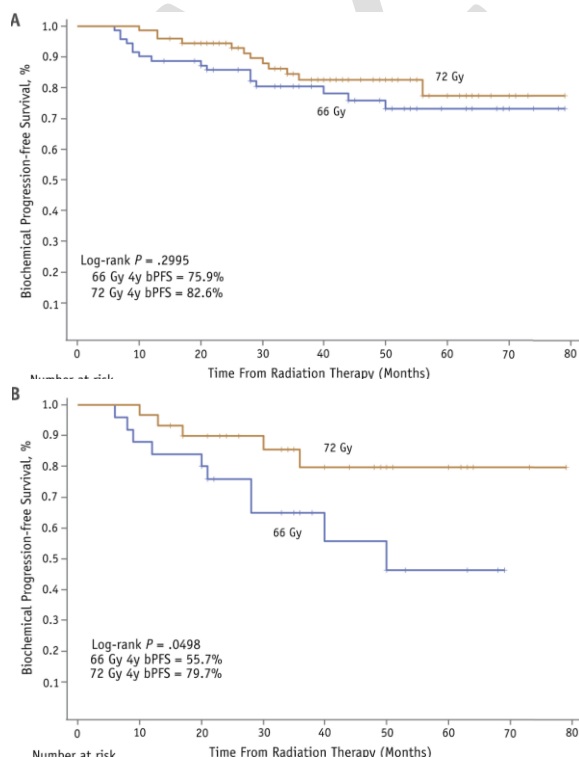 A
Biochemical Progression-free Survival, %
1.0
0.9
0.8
0.7
0.6
0.5
0.4
0.3
0.2
0.1
72 Gy
66 Gy
Log-rank P = .2995
66 Gy 4y bPFS = 75.9%
72 Gy 4y bPFS = 82.6%
0 10 20 30 40 50 60 70 80
Time From Radiation Therapy (Months)
Number at risk
B
Biochemical Progression-free Survival, %
1.0
0.9
0.8
0.7
0.6
0.5
0.4
0.3
0.2
0.1
72 Gy
66 Gy
Log-rank P = .0498
66 Gy 4y bPFS = 55.7%
72 Gy 4y bPFS = 79.7%
0 10 20 30 40 50 60 70 80
Time From Radiation Therapy (Months)
Number at risk